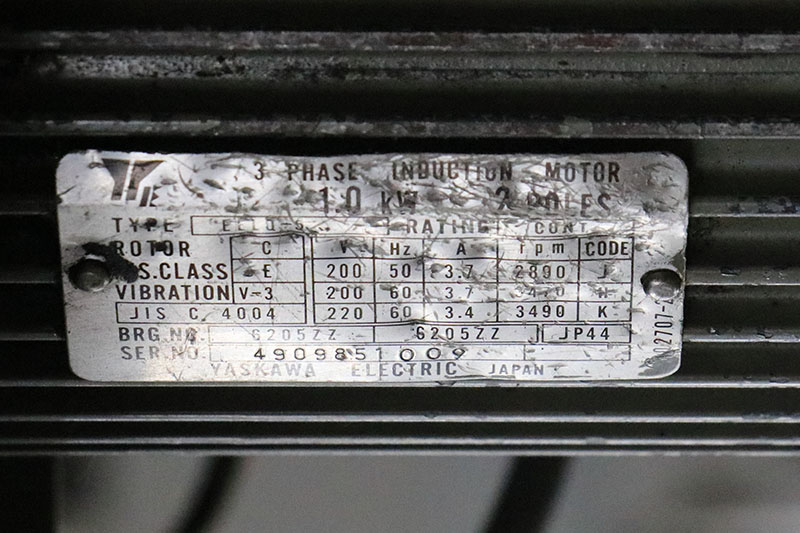 3 PHASE INDUCTION MOTOR
1.0 KW 2 POLES
TYPE RATING CONT
ROTOR C V Hz A rpm CODE
S.CLASS E 200 50 3.7 2890 J
VIBRATION V-3 200 60 3.7 H
JIS C 4004 220 60 3.4 3490 K
BRG.NO. 6205ZZ 6205ZZ JP44
SER.NO. 4909851009
YASKAWA ELECTRIC JAPAN